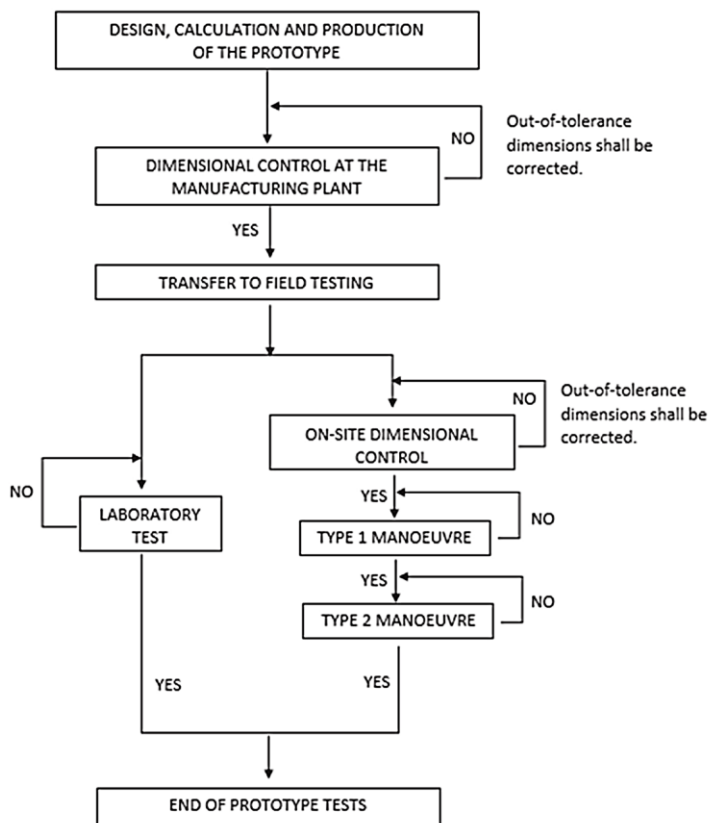 DESIGN, CALCULATION AND PRODUCTION
OF THE PROTOTYPE
NO
Out-of-tolerance
dimensions shall be
corrected.
DIMENSIONAL CONTROL AT THE
MANUFACTURING PLANT
YES
TRANSFER TO FIELD TESTING
NO
Out-of-tolerance
dimensions shall be
corrected.
ON-SITE DIMENSIONAL
CONTROL
NO
LABORATORY
TEST
YES
NO
TYPE 1 MANOEUVRE
YES
NO
TYPE 2 MANOEUVRE
YES
YES
END OF PROTOTYPE TESTS